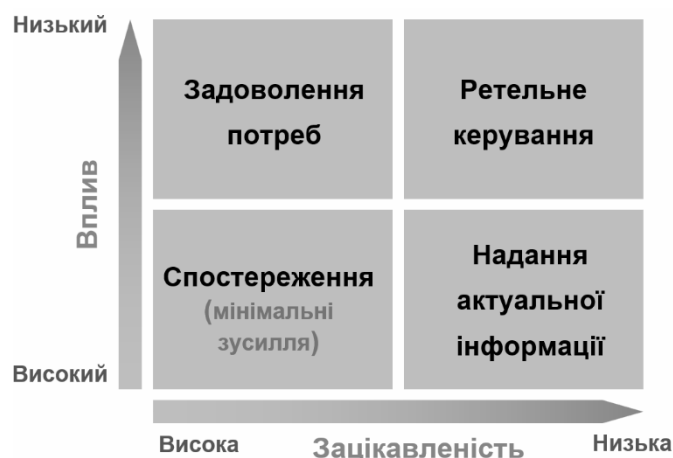 Низький
Задоволення
потреб
Ретельне
керування
Вплив
Спостереження
(мінімальні
зусилля)
Надання
актуальної
інформації
Високий
Висока
Зацікавленість
Низька